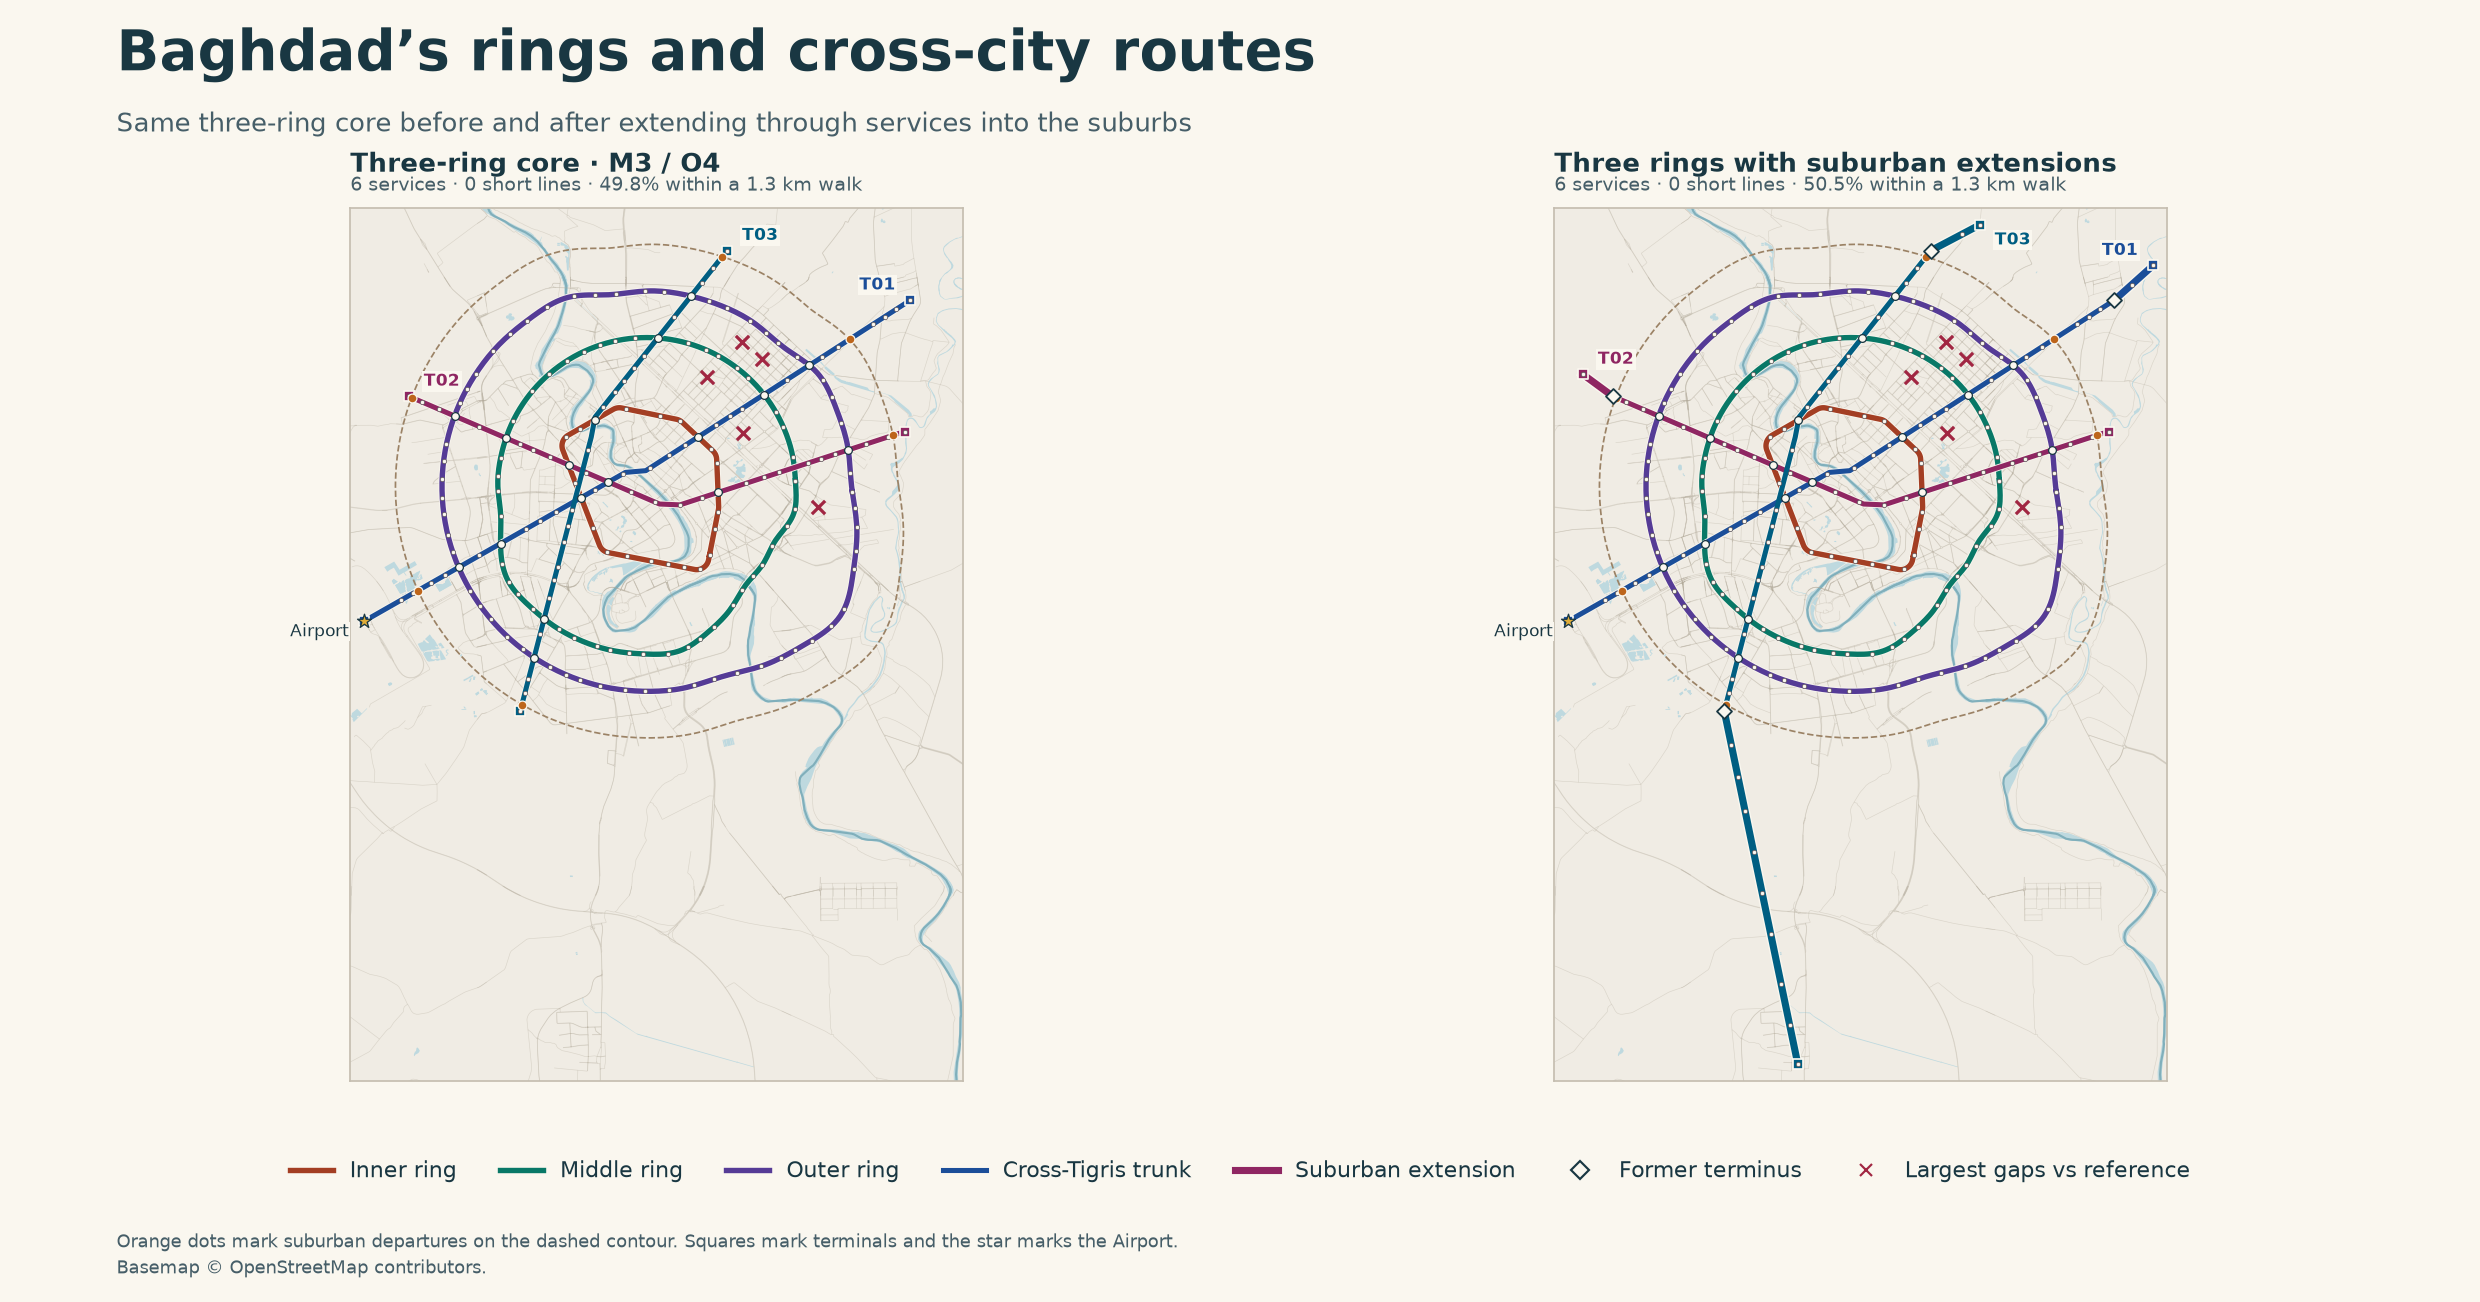 Baghdad’s rings and cross-city routes
Same three-ring core before and after extending through services into the suburbs
Three-ring core · M3 / O4
6 services · 0 short lines · 49.8% within a 1.3 km walk
T03
T01
T02
Airport
Three rings with suburban extensions
6 services · 0 short lines · 50.5% within a 1.3 km walk
T03
T01
T02
Airport
Inner ring
Middle ring
Outer ring
Cross-Tigris trunk
Suburban extension
Former terminus
Largest gaps vs reference
Orange dots mark suburban departures on the dashed contour. Squares mark terminals and the star marks the Airport.
Basemap © OpenStreetMap contributors.